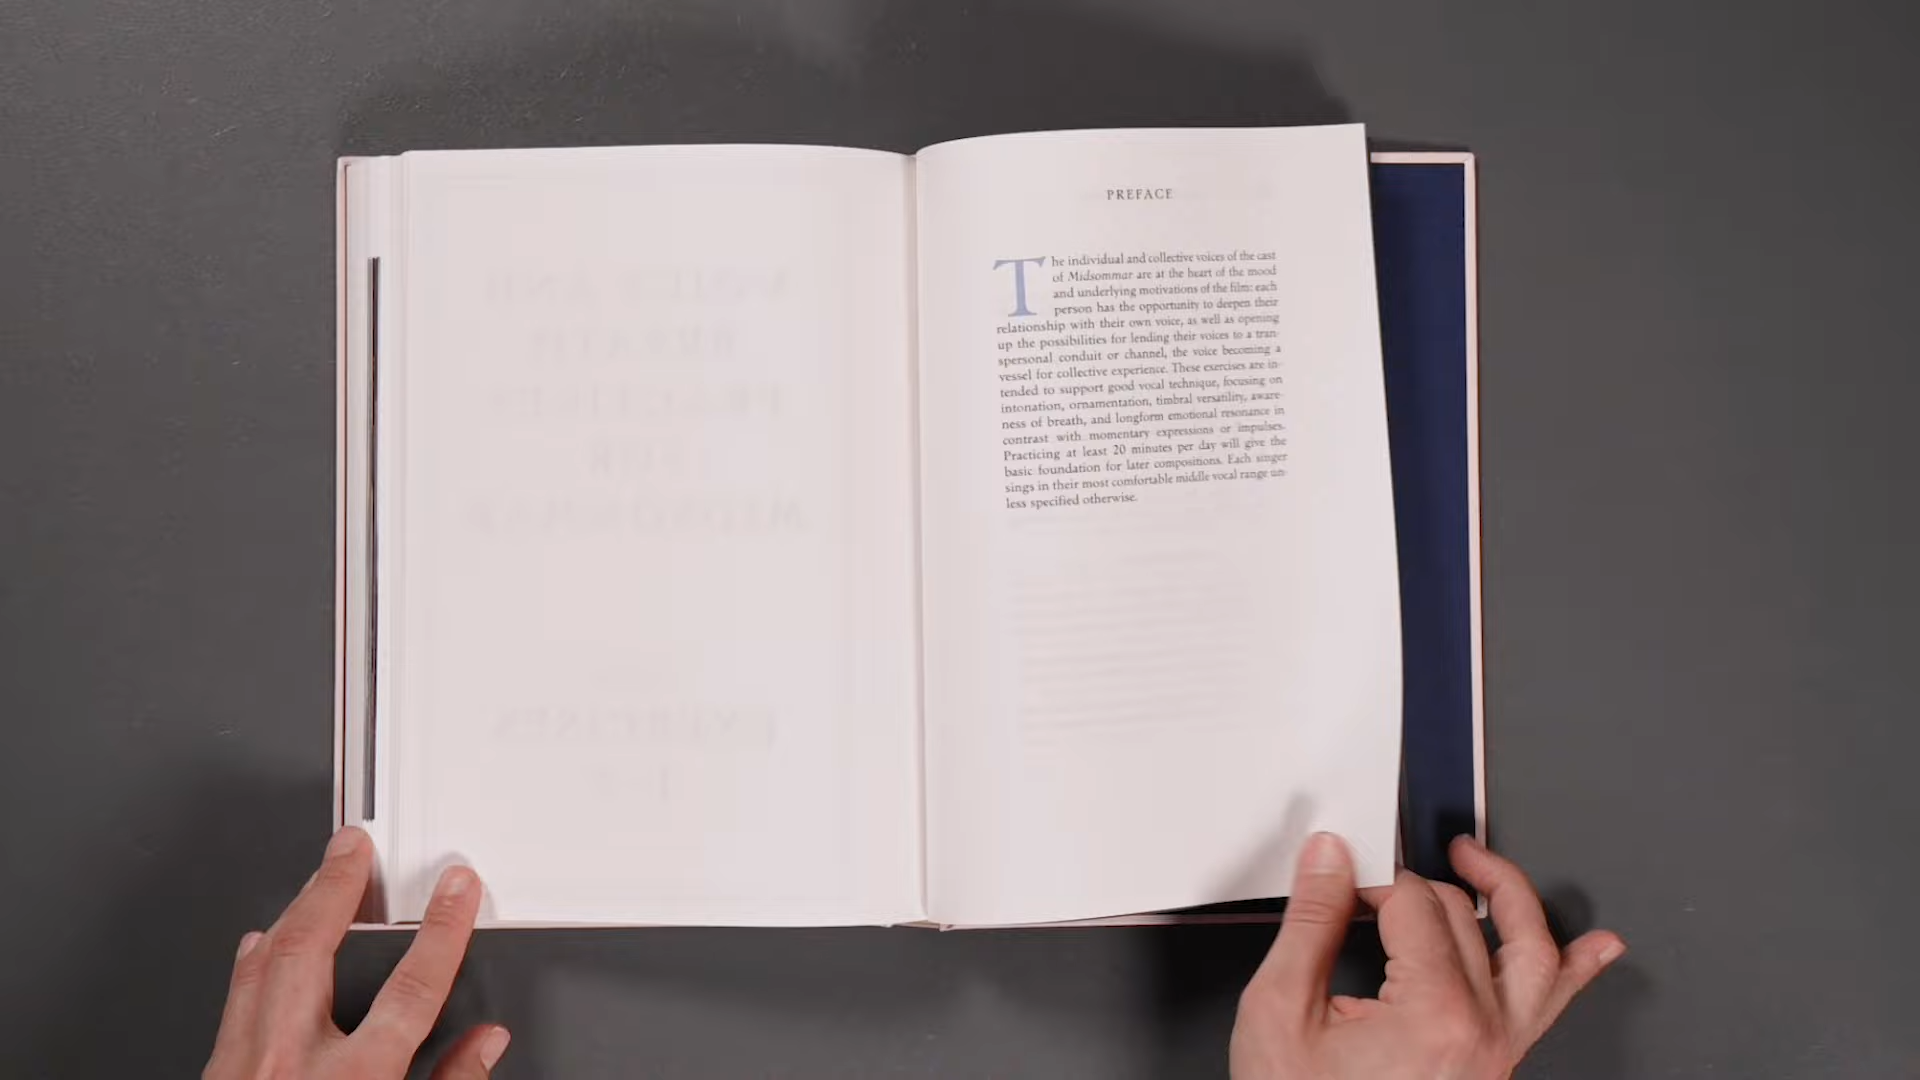 PREFACE
The individual and collective voices of the cast
of Midsommar are at the heart of the mood
and underlying motivations of the film: each
person has the opportunity to deepen their
relationship with their own voice, as well as opening
up the possibilities for lending their voices to a tran-
spersonal conduit or channel, the voice becoming a
vessel for collective experience. These exercises are in-
tended to support good vocal technique, focusing on
intonation, ornamentation, timbral versatility, aware-
ness of breath, and longform emotional resonance in
contrast with momentary expressions or impulses.
Practicing at least 20 minutes per day will give the
basic foundation for later compositions. Each singer
sings in their most comfortable middle vocal range un-
less specified otherwise.